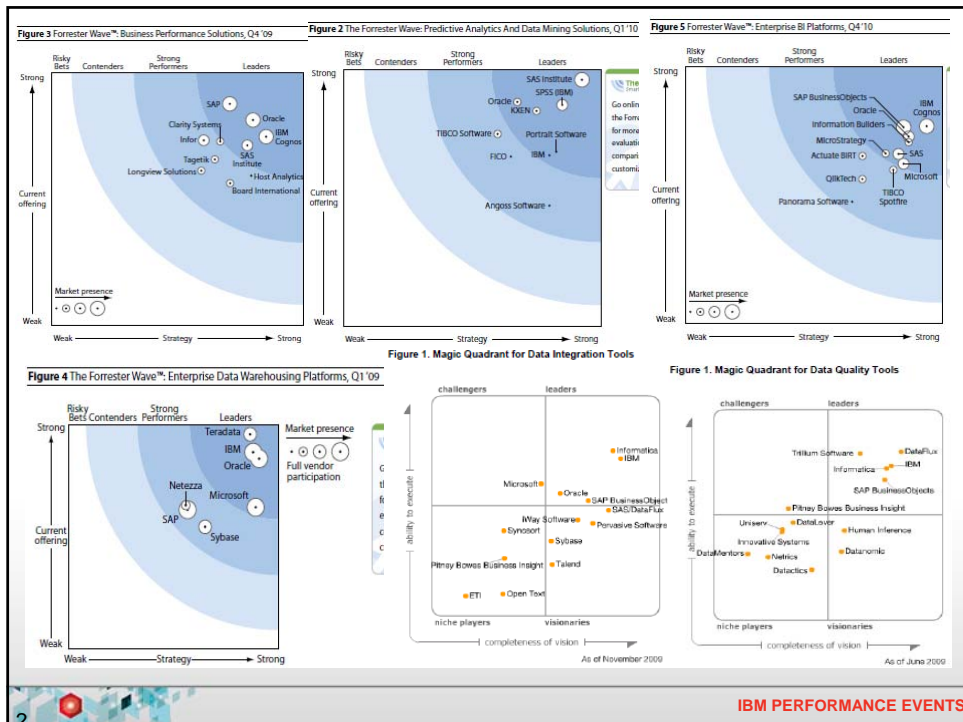 Figure 3 Forrester Wave™: Business Performance Solutions, Q4 '09
Risky Bets
Contenders
Strong Performers
Leaders
Strong
SAP
Oracle
Clarity Systems
IBM Cognos
Infor
SAS Institute
Tagetik
Longview Solutions
Host Analytics
Board International
Current offering
Market presence
Weak
Weak
Strategy
Strong
Figure 2 The Forrester Wave: Predictive Analytics And Data Mining Solutions, Q1 '10
Risky Bets
Contenders
Strong Performers
Leaders
Strong
SAS Institute
SPSS (IBM)
Oracle
KXEN
TIBCO Software
Portrait Software
FICO
IBM
Angoss Software
Current offering
Weak
Weak
Strategy
Strong
The
Go onlin
the Forr
for more
evaluati
compari
customiz
Figure 5 Forrester Wave™: Enterprise BI Platforms, Q4 '10
Risky Bets
Contenders
Strong Performers
Leaders
Strong
SAP BusinessObjects
Oracle
IBM Cognos
Information Builders
MicroStrategy
SAS
Actuate BIRT
Microsoft
QlikTech
TIBCO Spotfire
Panorama Software
Current offering
Market presence
Weak
Weak
Strategy
Strong
Figure 4 The Forrester Wave™: Enterprise Data Warehousing Platforms, Q1 '09
Risky Bets
Contenders
Strong Performers
Leaders
Strong
Teradata
IBM
Oracle
Netezza
Microsoft
SAP
Sybase
Current offering
Weak
Weak
Strategy
Strong
Market presence
Full vendor participation
Figure 1. Magic Quadrant for Data Integration Tools
challengers
leaders
Informatica
IBM
Microsoft
Oracle
SAP BusinessObject
SAS/DataFlux
iWay Software
Pervasive Software
Syncsort
Sybase
Pitney Bowes Business Insight
Talend
ETI
Open Text
ability to execute
niche players
visionaries
completeness of vision
As of November 2009
Figure 1. Magic Quadrant for Data Quality Tools
challengers
leaders
Trillium Software
DataFlux
Informatica
IBM
SAP BusinessObjects
Pitney Bowes Business Insight
Uniserv
DataLever
Innovative Systems
Human Inference
DataMentors
Netrics
Datanomic
Datactics
ability to execute
niche players
visionaries
completeness of vision
As of June 2009
2
IBM PERFORMANCE EVENTS